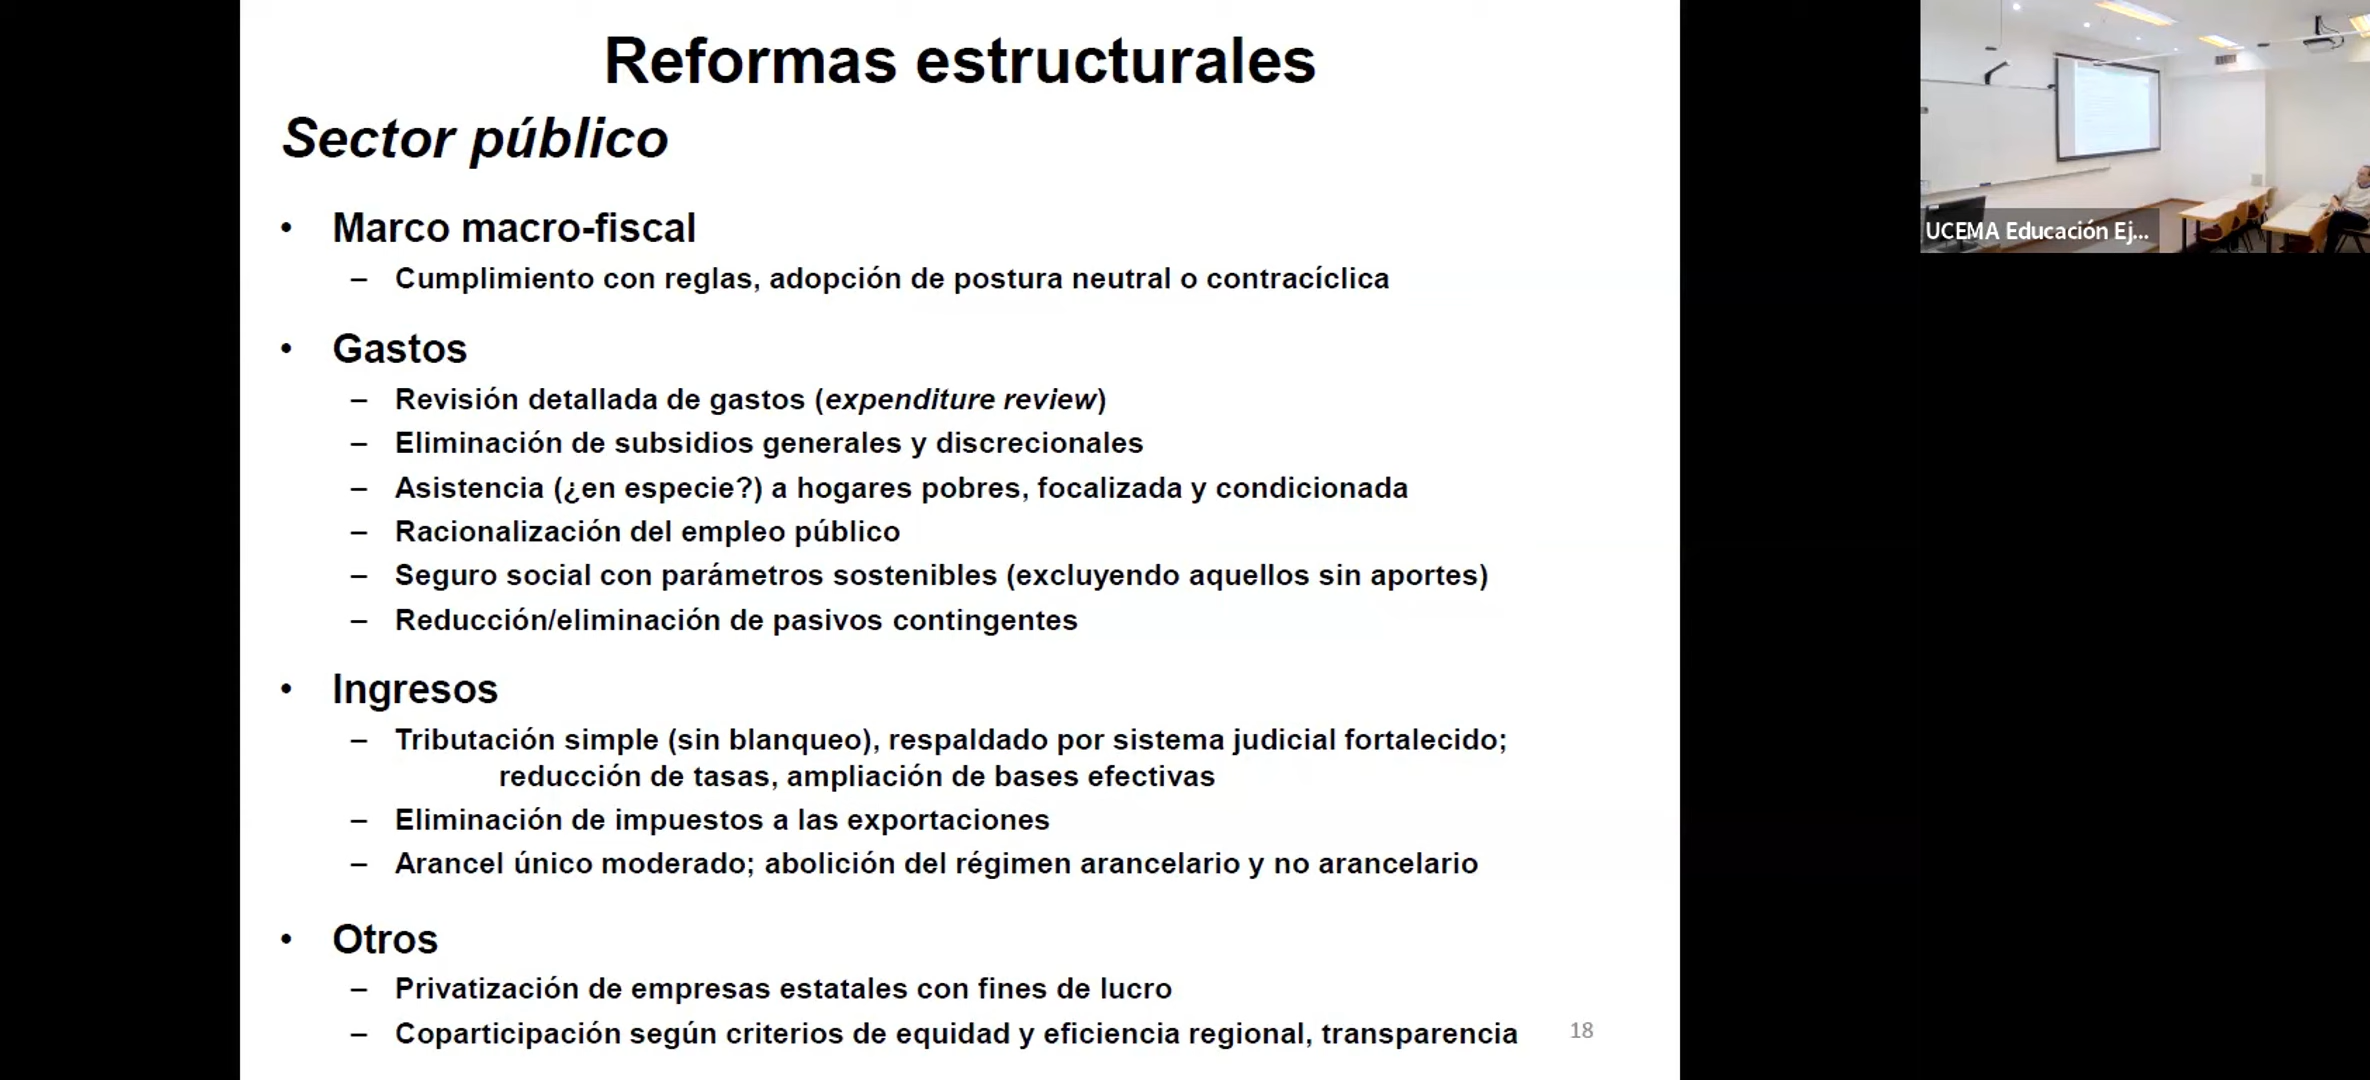 Reformas estructurales
Sector público
• Marco macro-fiscal
– Cumplimiento con reglas, adopción de postura neutral o contracíclica
• Gastos
– Revisión detallada de gastos (expenditure review)
– Eliminación de subsidios generales y discrecionales
– Asistencia (¿en especie?) a hogares pobres, focalizada y condicionada
– Racionalización del empleo público
– Seguro social con parámetros sostenibles (excluyendo aquellos sin aportes)
– Reducción/eliminación de pasivos contingentes
• Ingresos
– Tributación simple (sin blanqueo), respaldado por sistema judicial fortalecido;
reducción de tasas, ampliación de bases efectivas
– Eliminación de impuestos a las exportaciones
– Arancel único moderado; abolición del régimen arancelario y no arancelario
• Otros
– Privatización de empresas estatales con fines de lucro
– Coparticipación según criterios de equidad y eficiencia regional, transparencia
18
UCEMA Educación Ej...